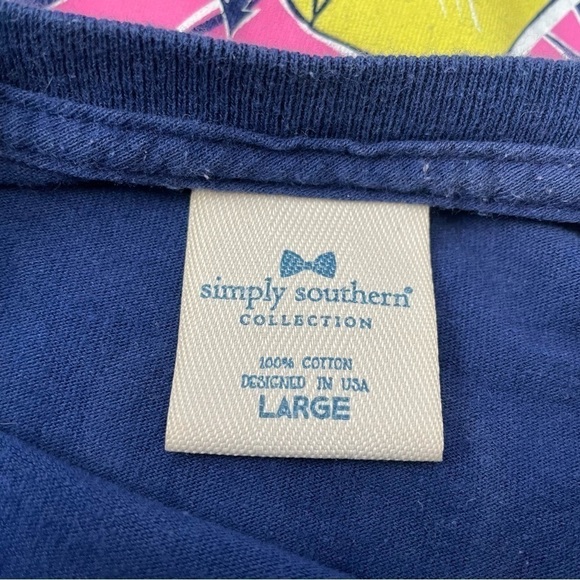 simply southern®
COLLECTION
100% COTTON
DESIGNED IN USA
LARGE